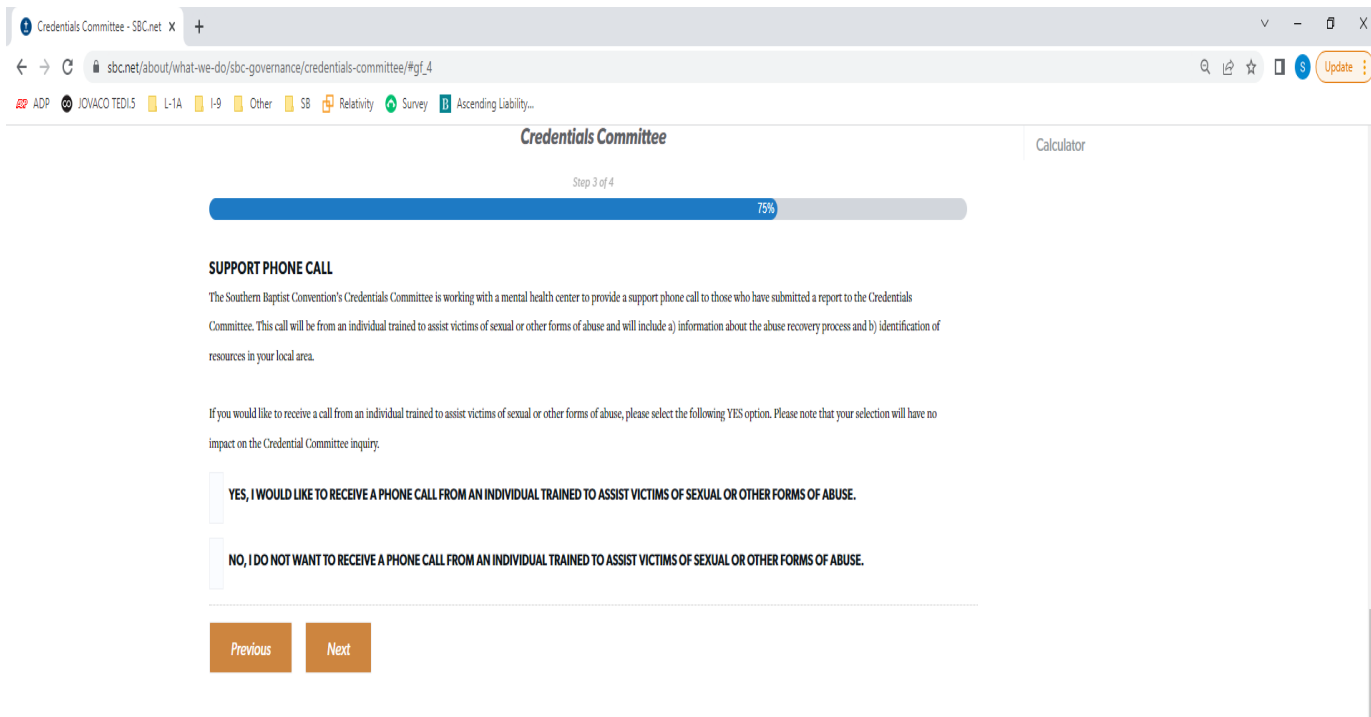 Credentials Committee - SBC.net X +
sbc.net/about/what-we-do/sbc-governance/credentials-committee/#gf_4
S Update
ADP JOVACO TEDI.5 L-1A I-9 Other SB Relativity Survey B Ascending Liability...
Credentials Committee
Calculator
Step 3 of 4
75%
SUPPORT PHONE CALL
The Southern Baptist Convention's Credentials Committee is working with a mental health center to provide a support phone call to those who have submitted a report to the Credentials
Committee. This call will be from an individual trained to assist victims of sexual or other forms of abuse and will include a) information about the abuse recovery process and b) identification of
resources in your local area.
If you would like to receive a call from an individual trained to assist victims of sexual or other forms of abuse, please select the following YES option. Please note that your selection will have no
impact on the Credential Committee inquiry.
YES, I WOULD LIKE TO RECEIVE A PHONE CALL FROM AN INDIVIDUAL TRAINED TO ASSIST VICTIMS OF SEXUAL OR OTHER FORMS OF ABUSE.
NO, I DO NOT WANT TO RECEIVE A PHONE CALL FROM AN INDIVIDUAL TRAINED TO ASSIST VICTIMS OF SEXUAL OR OTHER FORMS OF ABUSE.
Previous Next